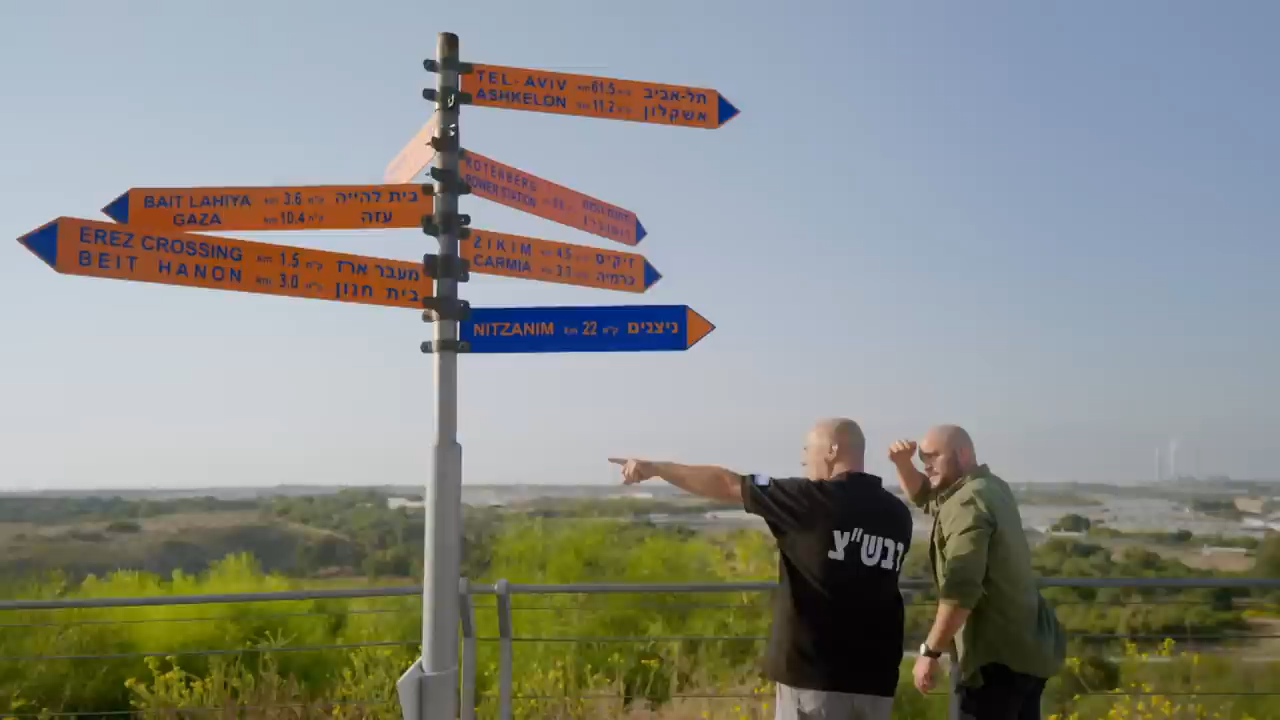 TEL-AVIV km 61.5 ק"מ תל-אביב
ASHKELON km 11.2 ק"מ אשקלון
ROTENBERG
POWER STATION
BAIT LAHIYA km 3.6 ק"מ בית להייה
GAZA km 10.4 ק"מ עזה
EREZ CROSSING km 1.5 ק"מ מעבר ארז
BEIT HANON km 3.0 ק"מ בית חנון
ZIKIM km 4.5 ק"מ זיקים
CARMIA km 3.1 ק"מ כרמיה
NITZANIM km 22 ק"מ ניצנים
רבש"צ